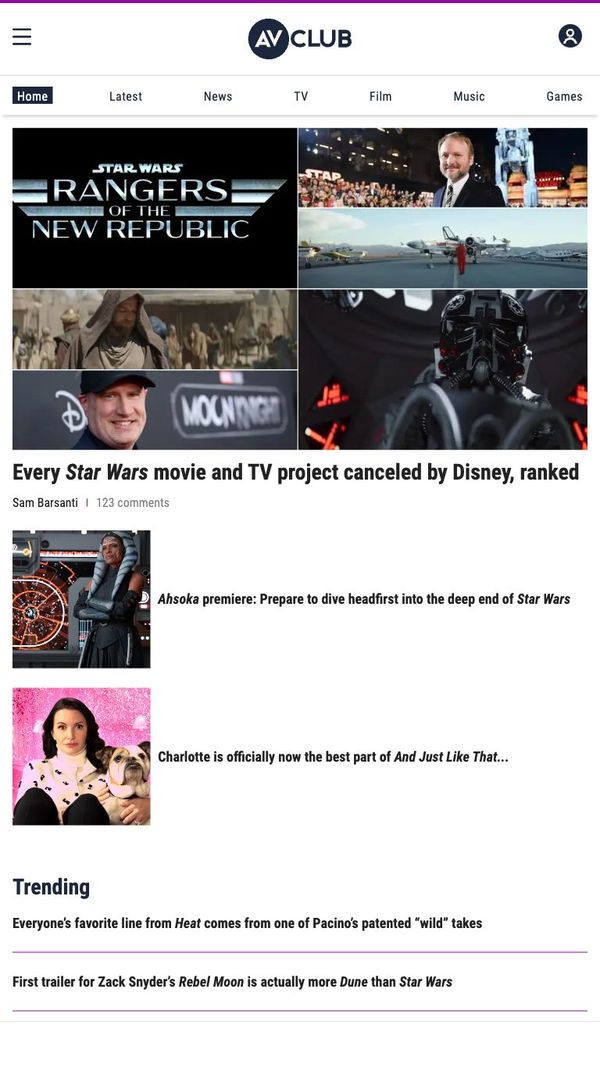 AV CLUB
Home Latest News TV Film Music Games
STAR WARS
RANGERS
OF THE
NEW REPUBLIC
STAR
MOON KNIGHT
Every Star Wars movie and TV project canceled by Disney, ranked
Sam Barsanti | 123 comments
Ahsoka premiere: Prepare to dive headfirst into the deep end of Star Wars
Charlotte is officially now the best part of And Just Like That...
Trending
Everyone's favorite line from Heat comes from one of Pacino's patented “wild” takes
First trailer for Zack Snyder's Rebel Moon is actually more Dune than Star Wars